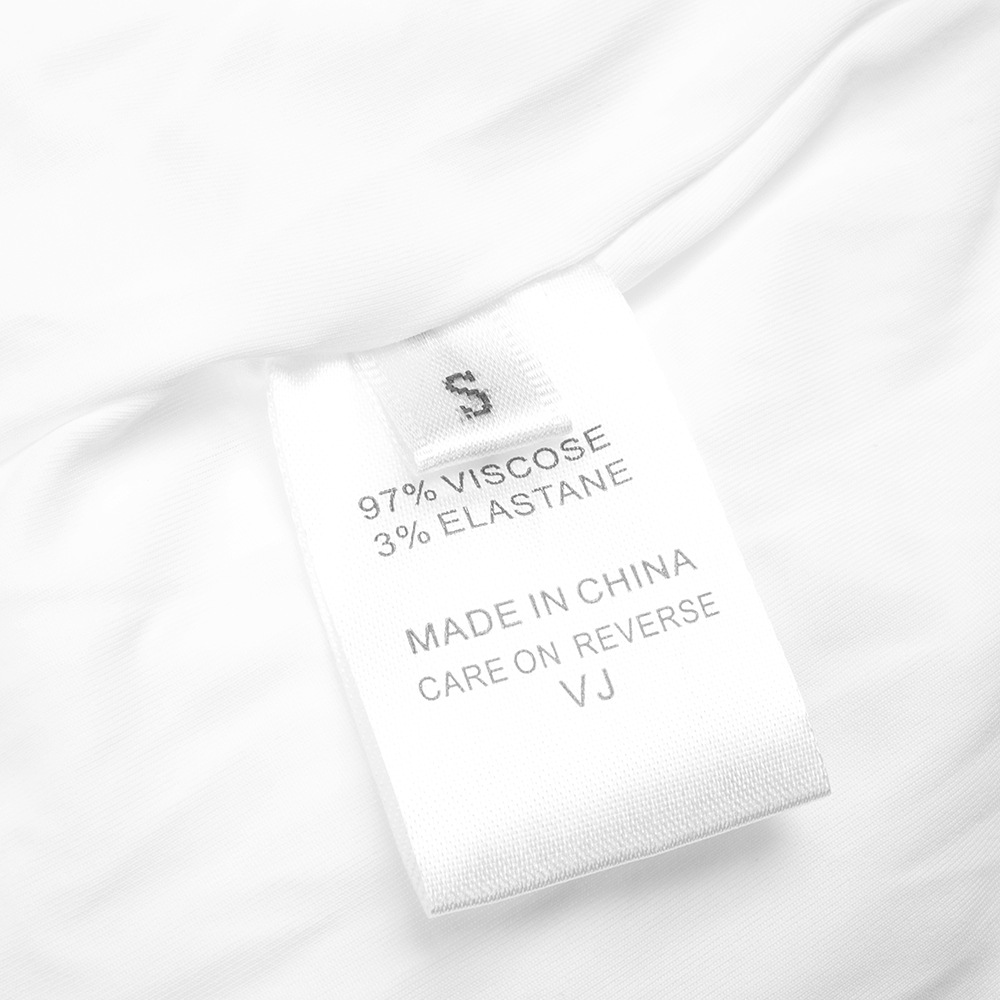 S
97% VISCOSE
3% ELASTANE
MADE IN CHINA
CARE ON REVERSE
VJ